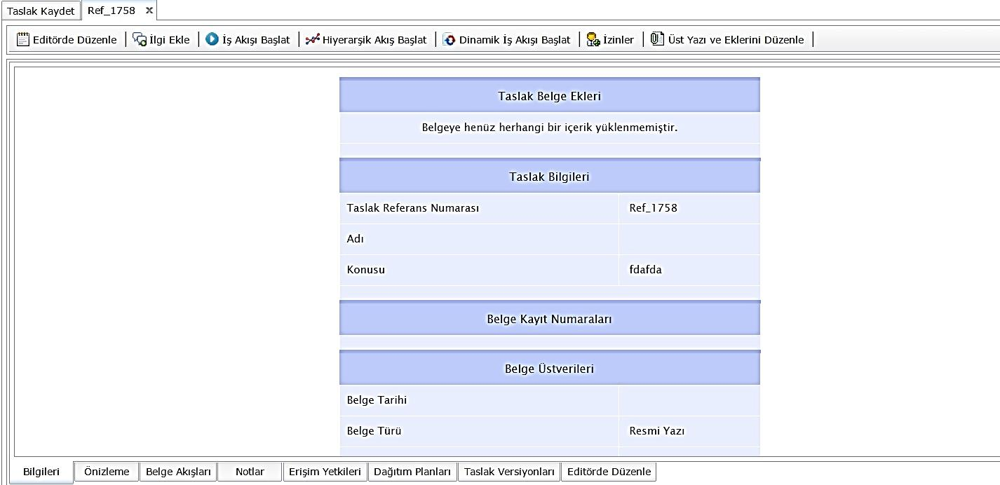 Taslak Kaydet Ref_1758 X
Editörde Düzenle İlgi Ekle İş Akışı Başlat Hiyerarşik Akış Başlat Dinamik İş Akışı Başlat İzinler Üst Yazı ve Eklerini Düzenle
Taslak Belge Ekleri
Belgeye henüz herhangi bir içerik yüklenmemiştir.
Taslak Bilgileri
Taslak Referans Numarası Ref_1758
Adı
Konusu fdafda
Belge Kayıt Numaraları
Belge Üstverileri
Belge Tarihi
Belge Türü Resmi Yazı
Bilgileri Önizleme Belge Akışları Notlar Erişim Yetkileri Dağıtım Planları Taslak Versiyonları Editörde Düzenle